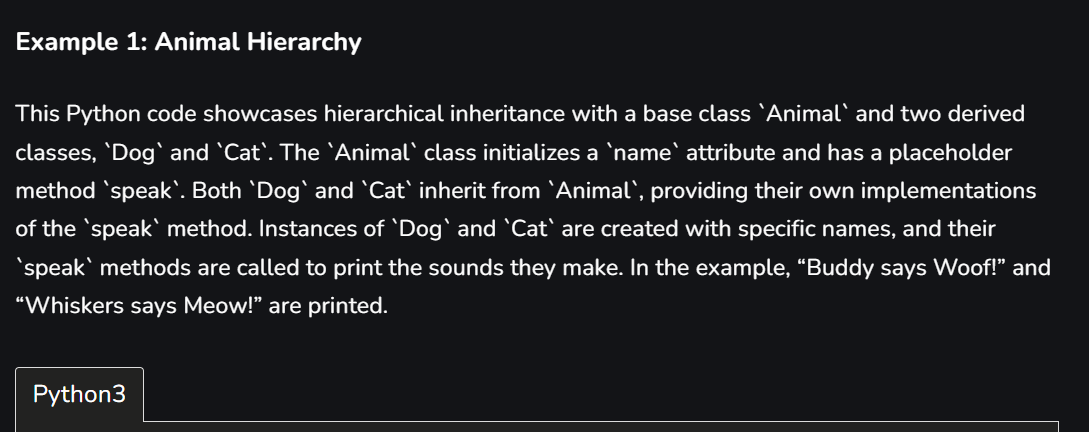 Example 1: Animal Hierarchy
This Python code showcases hierarchical inheritance with a base class `Animal` and two derived
classes, `Dog` and `Cat`. The `Animal` class initializes a `name` attribute and has a placeholder
method `speak`. Both `Dog` and `Cat` inherit from `Animal`, providing their own implementations
of the `speak` method. Instances of `Dog` and `Cat` are created with specific names, and their
`speak` methods are called to print the sounds they make. In the example, “Buddy says Woof!” and
“Whiskers says Meow!” are printed.
Python3